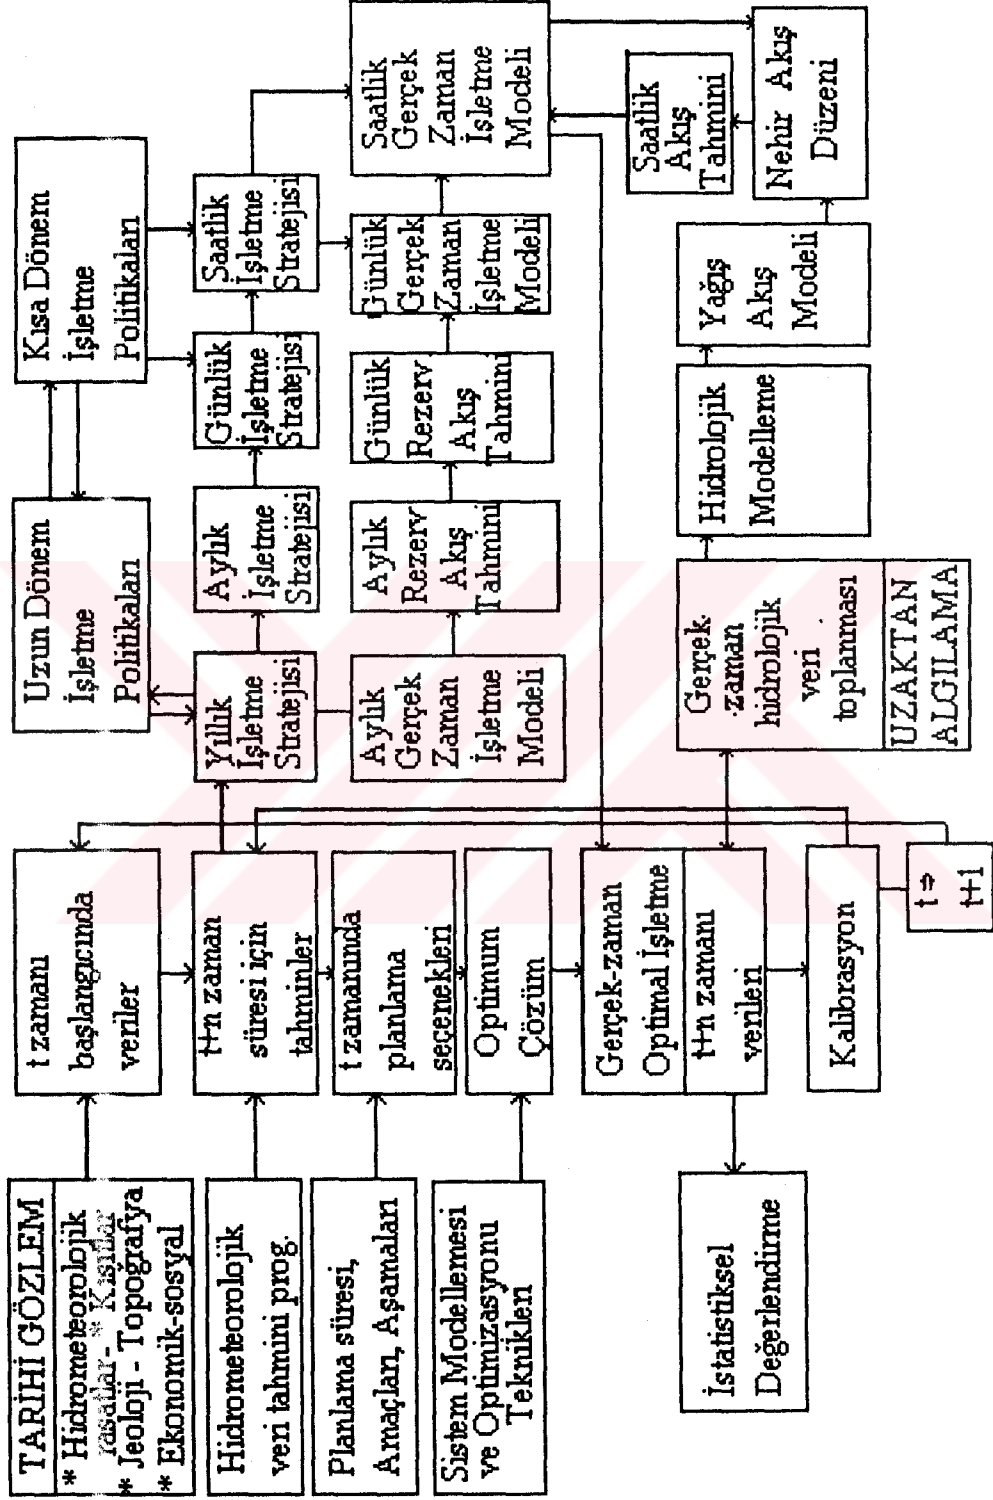 TARİHİ GÖZLEM
* Hidrometeorolojik
rasatlar- * Kısıtlar
* Jeoloji - Topoğrafya
* Ekonomik-sosyal
Hidrometeorolojik
veri tahmini prog.
Planlama süresi,
Amaçları, Aşamaları
Sistem Modellemesi
ve Optimizasyonu
Teknikleri
İstatistiksel
Değerlendirme
t zamanı
başlangıcında
veriler
t+n zaman
süresi için
tahminler
t zamanında
planlama
seçenekleri
Optimum
Çözüm
Gerçek-zaman
Optimal İşletme
t+n zamanı
verileri
Kalibrasyon
t⇒
t+1
Uzun Dönem
İşletme
Politikaları
Yıllık
İşletme
Stratejisi
Aylık
Gerçek
Zaman
İşletme
Modeli
Gerçek
zaman
hidrolojik
veri
toplanması
UZAKTAN
ALGILAMA
Aylık
İşletme
Stratejisi
Aylık
Rezerv
Akış
Tahmini
Hidrolojik
Modelleme
Kısa Dönem
İşletme
Politikaları
Günlük
İşletme
Stratejisi
Günlük
Rezerv
Akış
Tahmini
Yağış
Akış
Modeli
Saatlik
İşletme
Stratejisi
Günlük
Gerçek
Zaman
İşletme
Modeli
Saatlik
Gerçek
Zaman
İşletme
Modeli
Saatlik
Akış
Tahmini
Nehir Akış
Düzeni